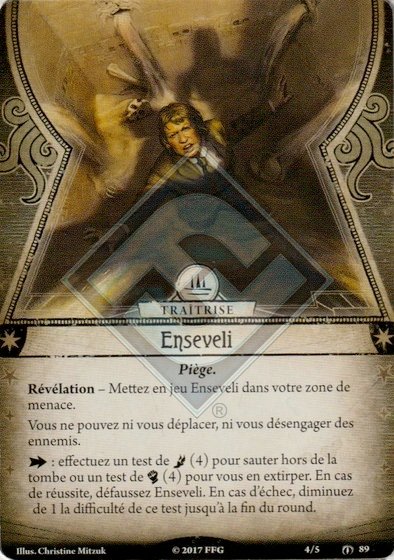 TRAÎTRISE
Enseveli
Piège.
Révélation – Mettez en jeu Enseveli dans votre zone de
menace.
Vous ne pouvez ni vous déplacer, ni vous désengager des
ennemis.
: effectuez un test de (4) pour sauter hors de la
tombe ou un test de (4) pour vous en extirper. En cas
de réussite, défaussez Enseveli. En cas d'échec, diminuez
de 1 la difficulté de ce test jusqu'à la fin du round.
Illus. Christine Mitzuk © 2017 FFG 4/5 89
®